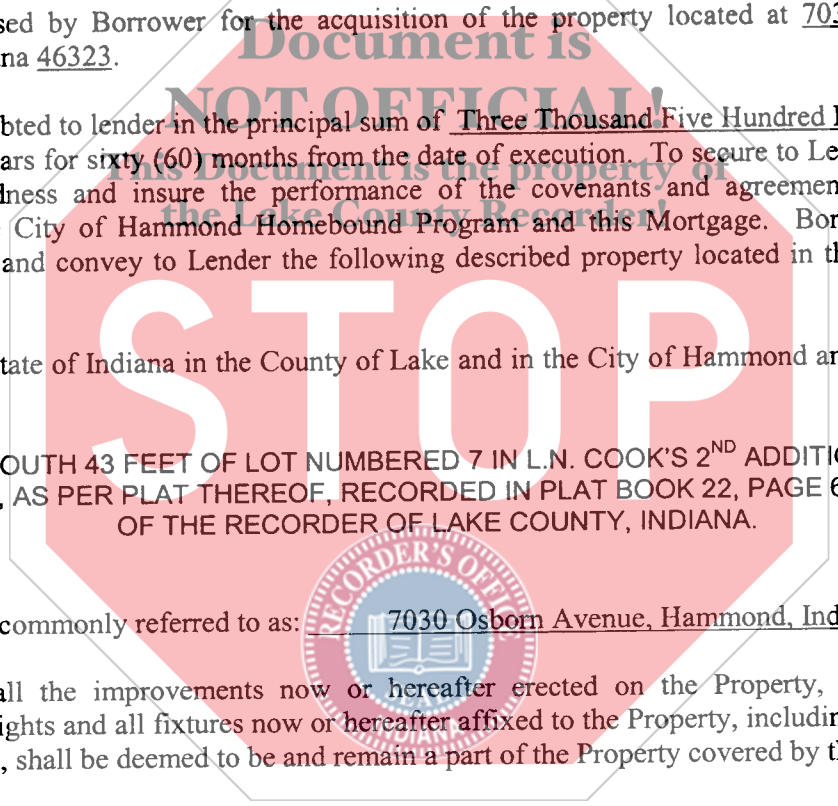 sed by Borrower for the acquisition of the property located at 703
na 46323.
Document is
NOT OFFICIAL!
This Document is the property of
the Lake County Recorder!
bted to lender in the principal sum of Three Thousand Five Hundred
ars for sixty (60) months from the date of execution. To secure to Le
dness and insure the performance of the covenants and agreemen
City of Hammond Homebound Program and this Mortgage. Bor
and convey to Lender the following described property located in th
STOP
tate of Indiana in the County of Lake and in the City of Hammond an
OUTH 43 FEET OF LOT NUMBERED 7 IN L.N. COOK'S 2ND ADDITIO
, AS PER PLAT THEREOF, RECORDED IN PLAT BOOK 22, PAGE 6
OF THE RECORDER OF LAKE COUNTY, INDIANA.
RECORDER'S OFFICE
SEAL
INDIANA
commonly referred to as: 7030 Osborn Avenue, Hammond, Ind
all the improvements now or hereafter erected on the Property,
ights and all fixtures now or hereafter affixed to the Property, includin
, shall be deemed to be and remain a part of the Property covered by th